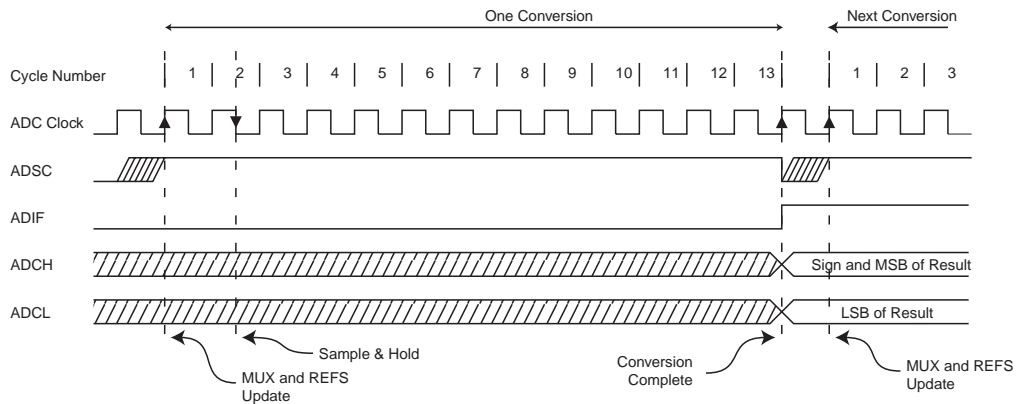 One Conversion
Next Conversion
Cycle Number 1 2 3 4 5 6 7 8 9 10 11 12 13 1 2 3
ADC Clock
ADSC
ADIF
ADCH
Sign and MSB of Result
ADCL
LSB of Result
Sample & Hold
MUX and REFS
Update
Conversion
Complete
MUX and REFS
Update